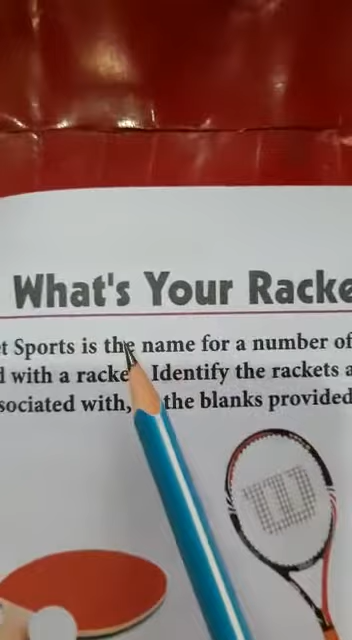 What's Your Racke
t Sports is the name for a number of
d with a racke Identify the rackets a
sociated with, the blanks provided
W